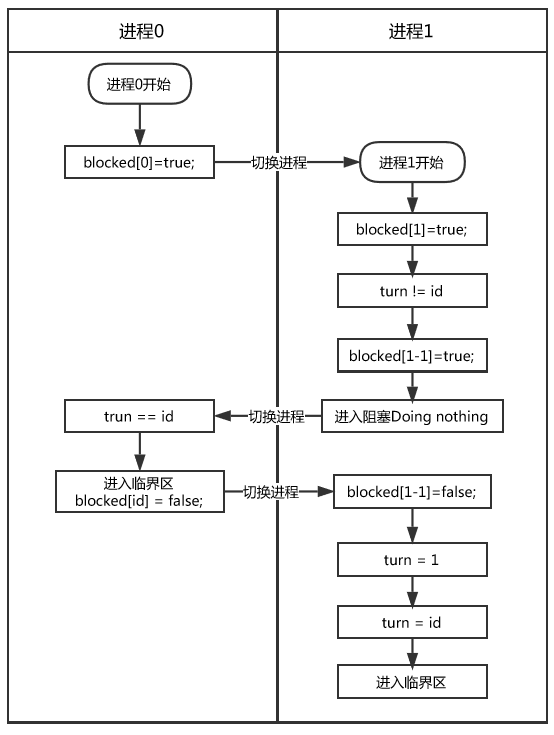 进程0
进程1
进程0开始
blocked[0]=true;
切换进程
进程1开始
blocked[1]=true;
turn != id
blocked[1-1]=true;
进入阻塞Doing nothing
切换进程
trun == id
进入临界区
blocked[id] = false;
切换进程
blocked[1-1]=false;
turn = 1
turn = id
进入临界区